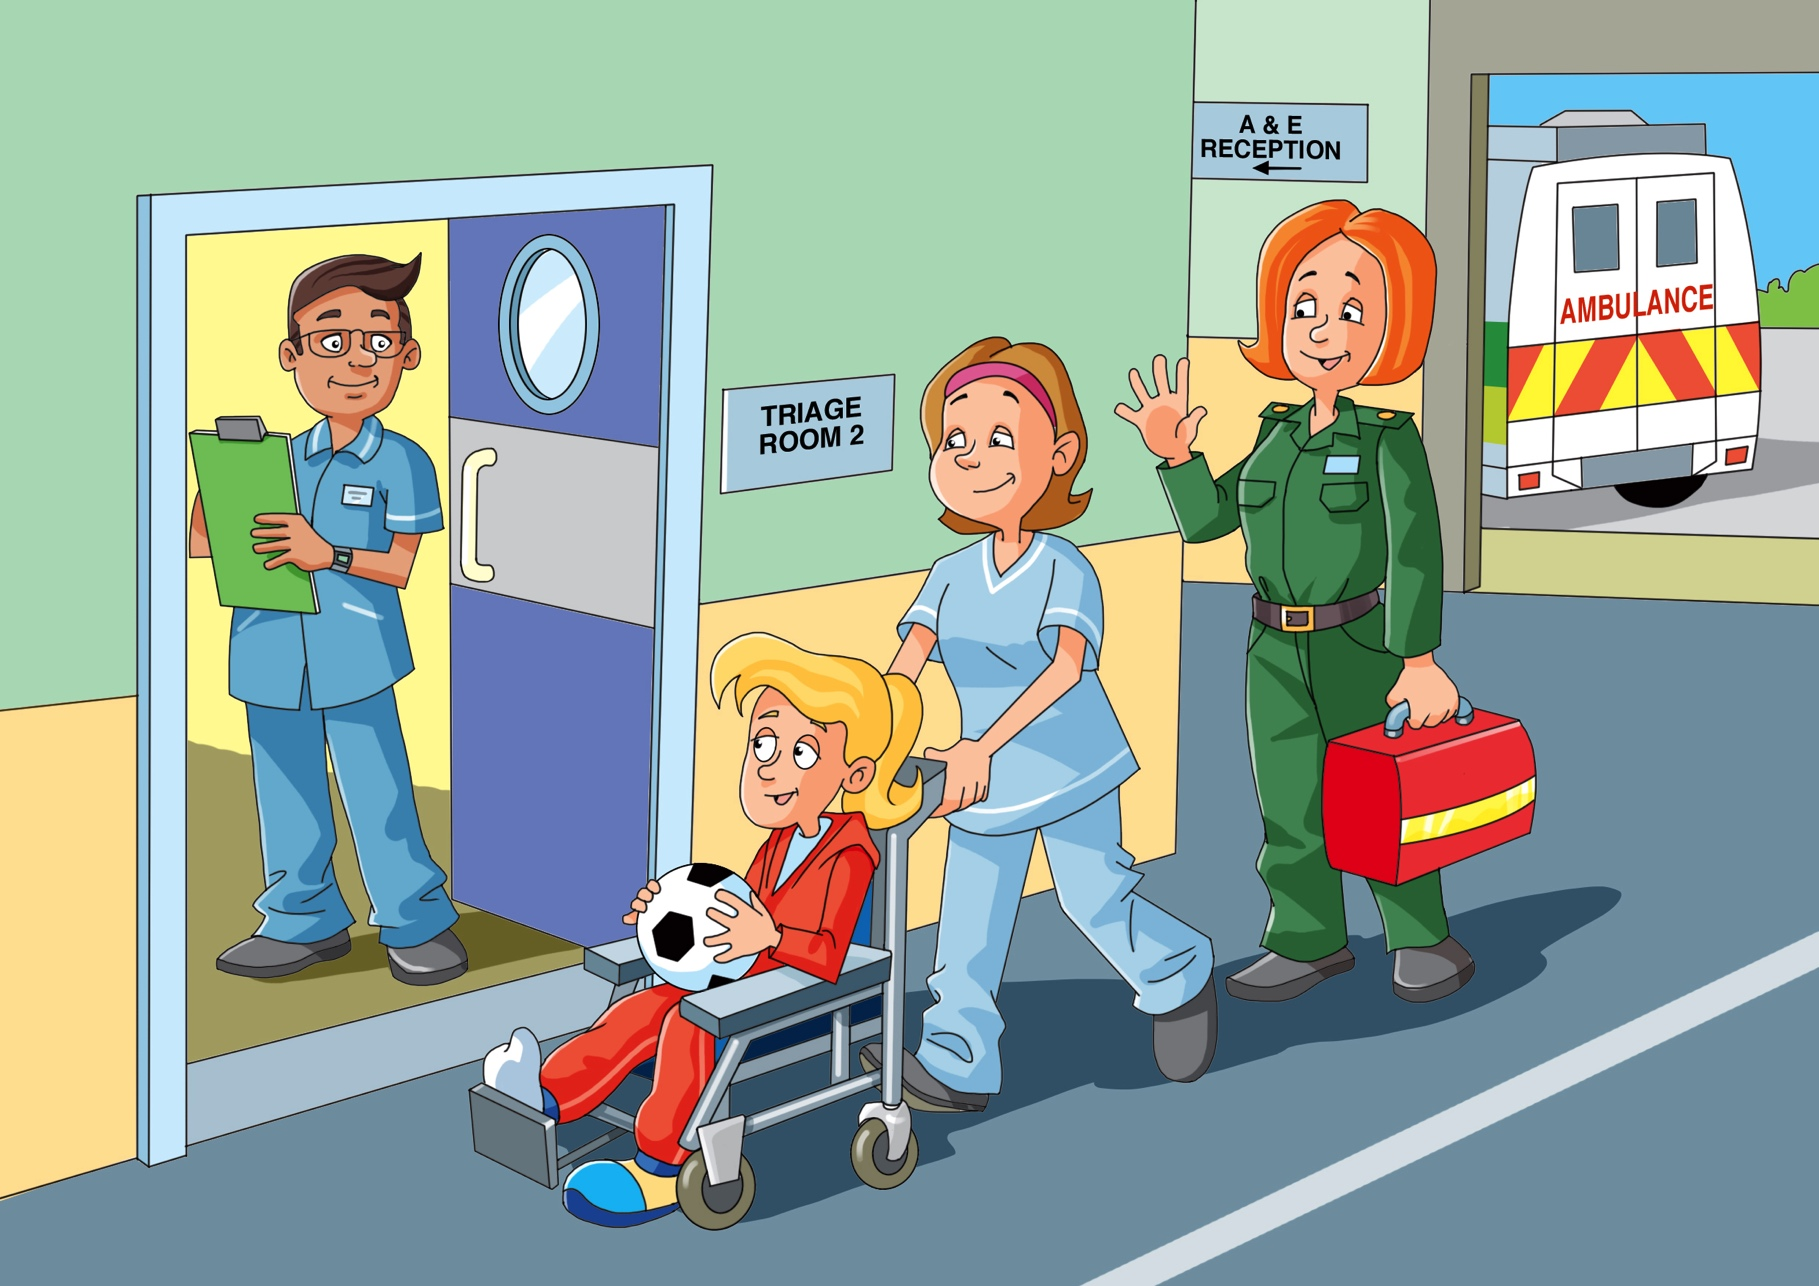 A & E
RECEPTION
←
AMBULANCE
TRIAGE
ROOM 2